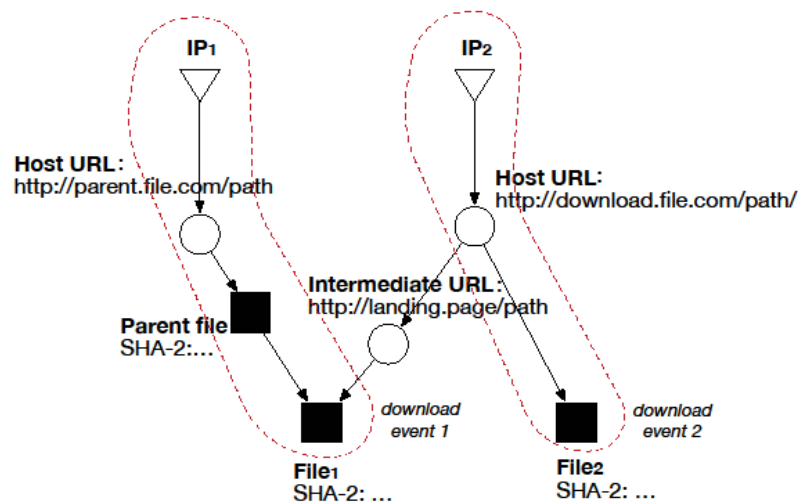 IP1
IP2
Host URL:
http://parent.file.com/path
Host URL:
http://download.file.com/path/
Intermediate URL:
http://landing.page/path
Parent file
SHA-2:...
download
event 1
download
event 2
File1
SHA-2: ...
File2
SHA-2: ...